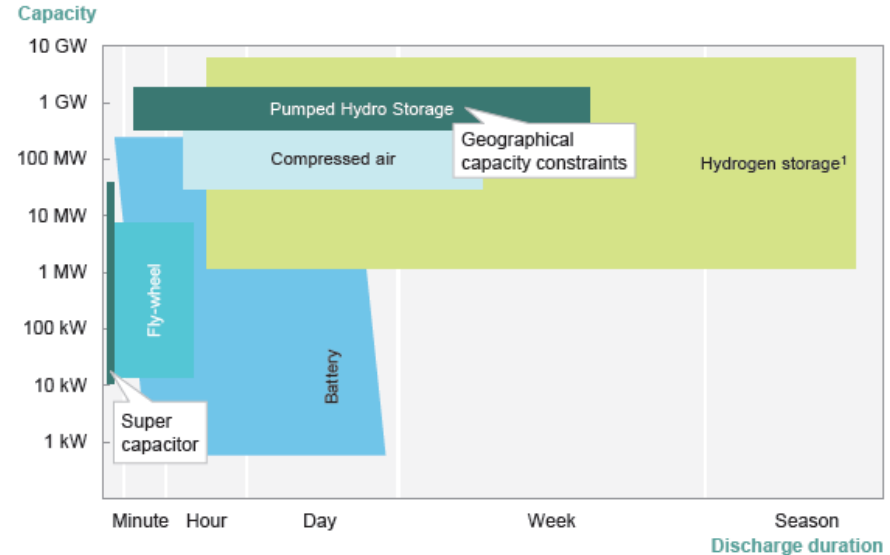 Capacity
10 GW
1 GW
100 MW
10 MW
1 MW
100 kW
10 kW
1 kW
Pumped Hydro Storage
Geographical
capacity constraints
Compressed air
Hydrogen storage¹
Fly-wheel
Battery
Super
capacitor
Minute Hour Day Week Season
Discharge duration